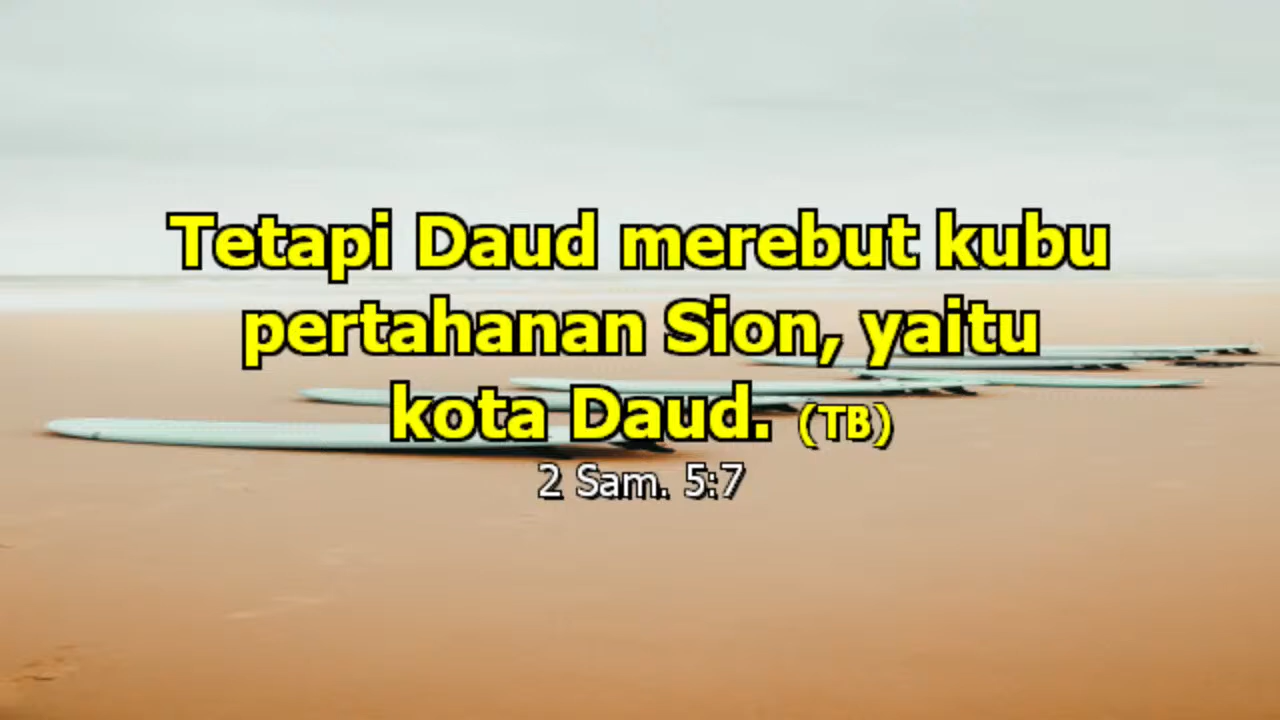 Tetapi Daud merebut kubu
pertahanan Sion, yaitu
kota Daud. (TB)
2 Sam. 5:7